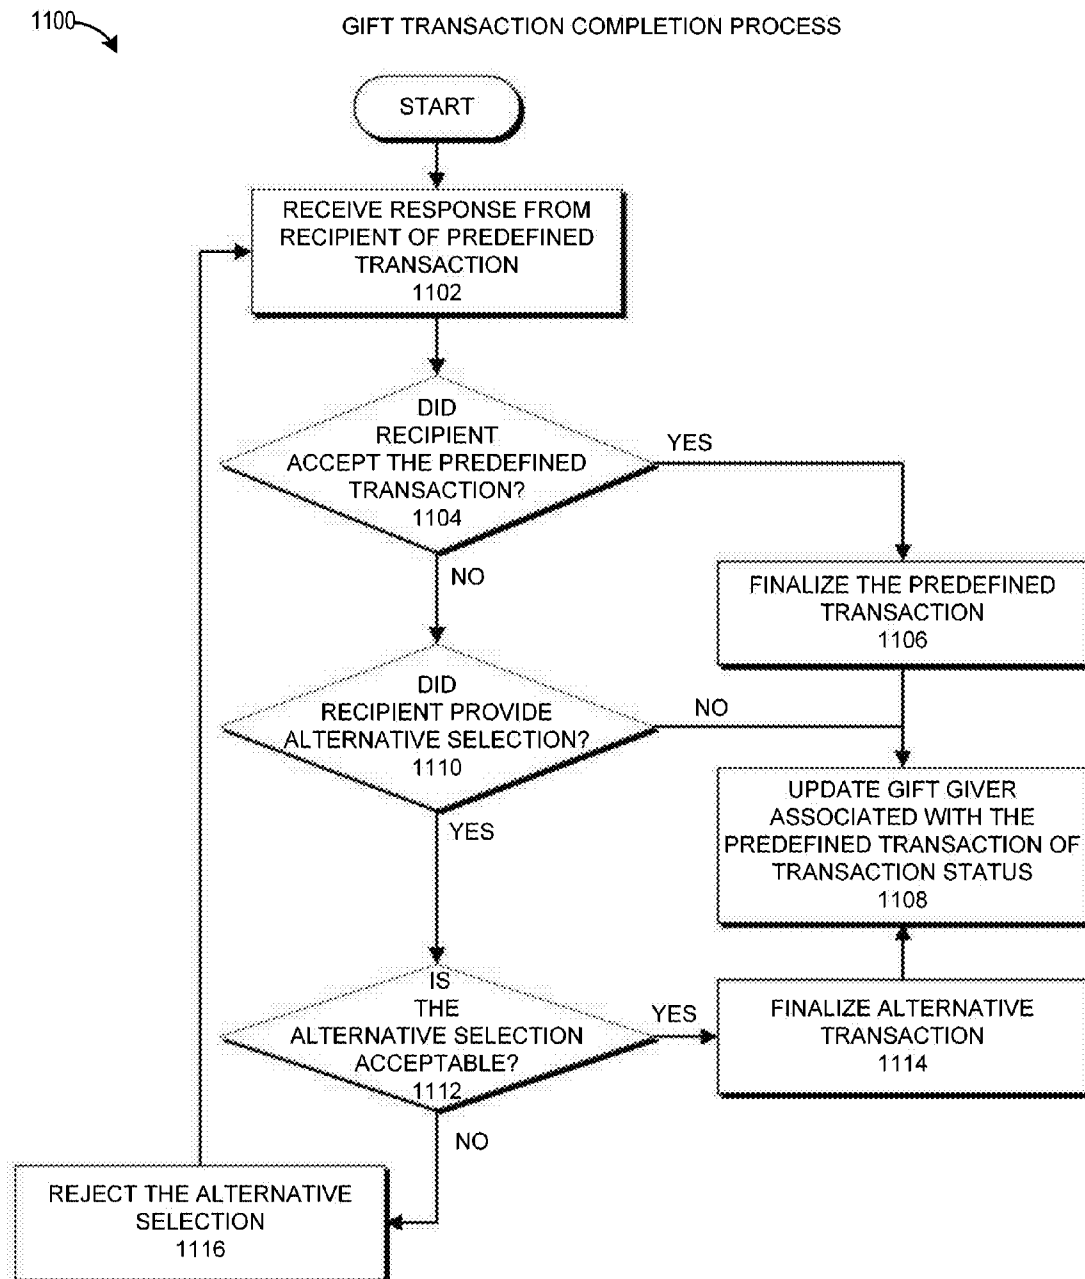 1100
GIFT TRANSACTION COMPLETION PROCESS
START
RECEIVE RESPONSE FROM
RECIPIENT OF PREDEFINED
TRANSACTION
1102
DID
RECIPIENT
ACCEPT THE PREDEFINED
TRANSACTION?
1104
YES
NO
FINALIZE THE PREDEFINED
TRANSACTION
1106
DID
RECIPIENT PROVIDE
ALTERNATIVE SELECTION?
1110
NO
YES
UPDATE GIFT GIVER
ASSOCIATED WITH THE
PREDEFINED TRANSACTION OF
TRANSACTION STATUS
1108
IS
THE
ALTERNATIVE SELECTION
ACCEPTABLE?
1112
YES
NO
FINALIZE ALTERNATIVE
TRANSACTION
1114
REJECT THE ALTERNATIVE
SELECTION
1116